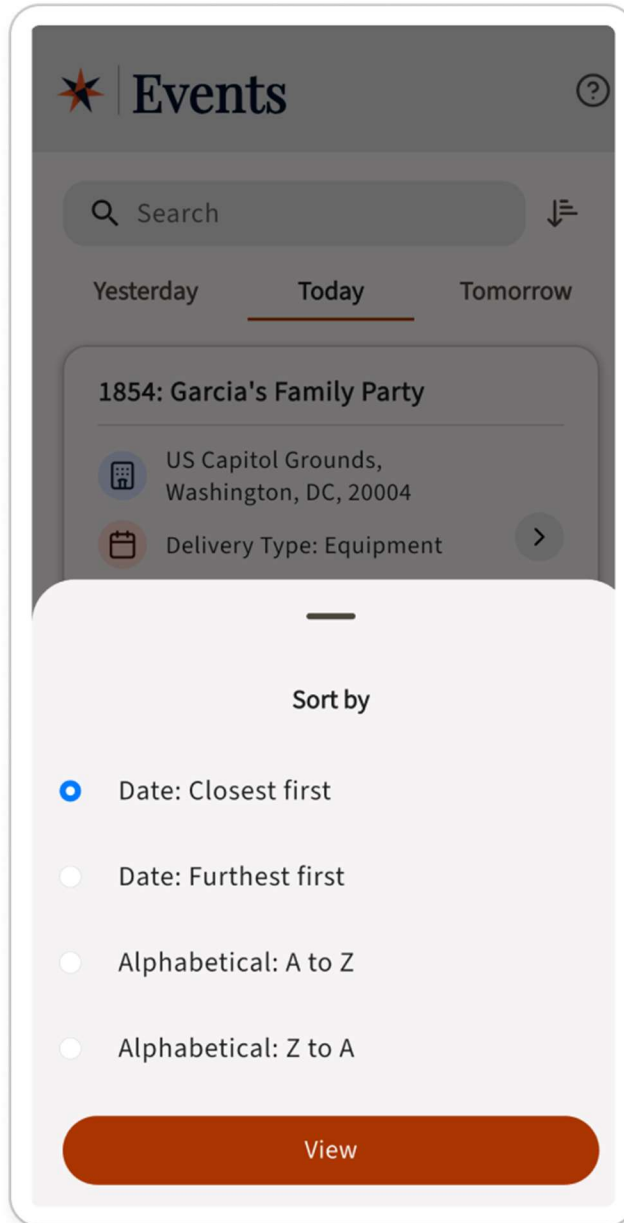 Events
Search
Yesterday Today Tomorrow
1854: Garcia's Family Party
US Capitol Grounds,
Washington, DC, 20004
Delivery Type: Equipment
Sort by
Date: Closest first
Date: Furthest first
Alphabetical: A to Z
Alphabetical: Z to A
View